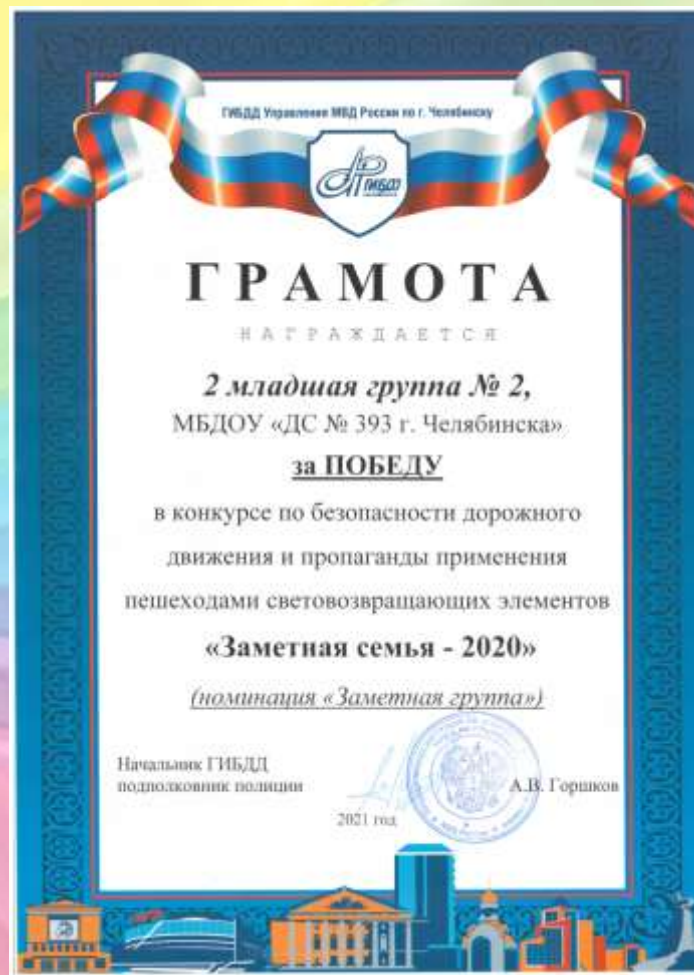 ГИБДД Управления МВД России по г. Челябинску
ГИБДД
ГРАМОТА
НАГРАЖДАЕТСЯ
2 младшая группа № 2,
МБДОУ «ДС № 393 г. Челябинска»
за ПОБЕДУ
в конкурсе по безопасности дорожного
движения и пропаганды применения
пешеходами световозвращающих элементов
«Заметная семья - 2020»
(номинация «Заметная группа»)
Начальник ГИБДД
подполковник полиции
А.В. Горшков
2021 год